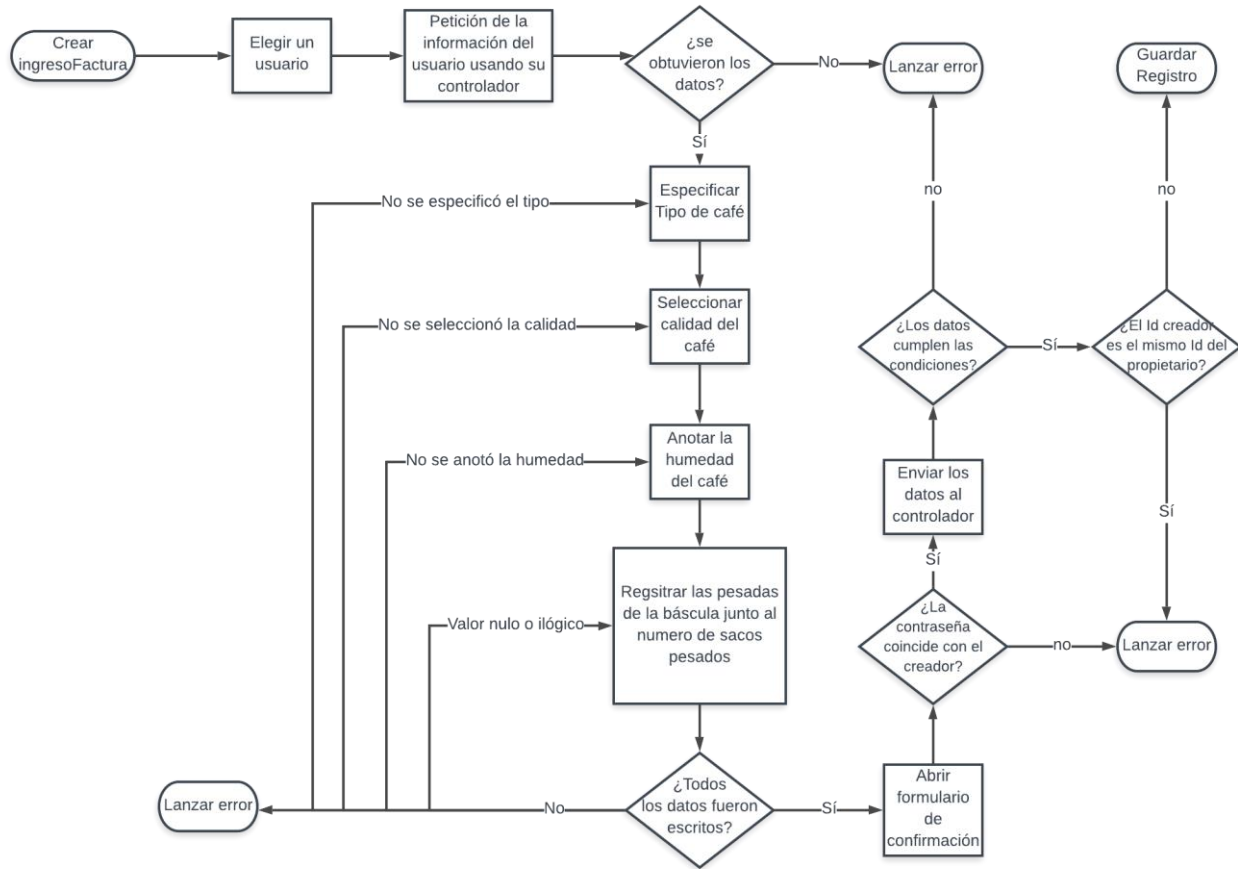 Crear
ingresoFactura
Elegir un
usuario
Petición de la
información del
usuario usando su
controlador
¿se
obtuvieron los
datos?
No
Lanzar error
Guardar
Registro
Sí
no
no
No se especificó el tipo
Especificar
Tipo de café
No se seleccionó la calidad
Seleccionar
calidad del
café
¿Los datos
cumplen las
condiciones?
Sí
¿El Id creador
es el mismo Id del
propietario?
No se anotó la humedad
Anotar la
humedad
del café
Enviar los
datos al
controlador
Sí
Sí
Valor nulo o ilógico
Regsitrar las pesadas
de la báscula junto al
numero de sacos
pesados
¿La
contraseña
coincide con el
creador?
no
Lanzar error
Lanzar error
No
¿Todos
los datos fueron
escritos?
Sí
Abrir
formulario
de
confirmación